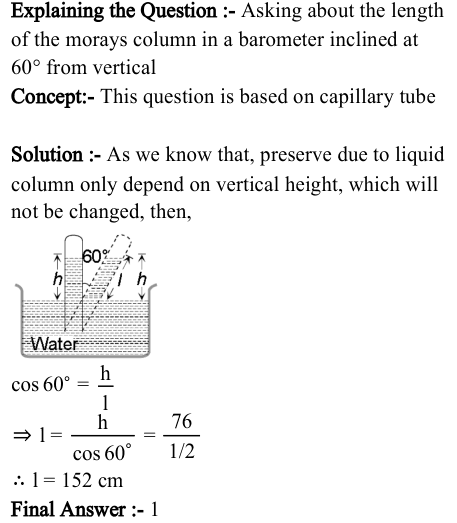 Explaining the Question :- Asking about the length
of the morays column in a barometer inclined at
60° from vertical
Concept:- This question is based on capillary tube
Solution :- As we know that, preserve due to liquid
column only depend on vertical height, which will
not be changed, then,
60°
h l h
Water
cos 60° = h/l
⇒ l = h/cos 60° = 76/1/2
∴ l = 152 cm
Final Answer :- 1